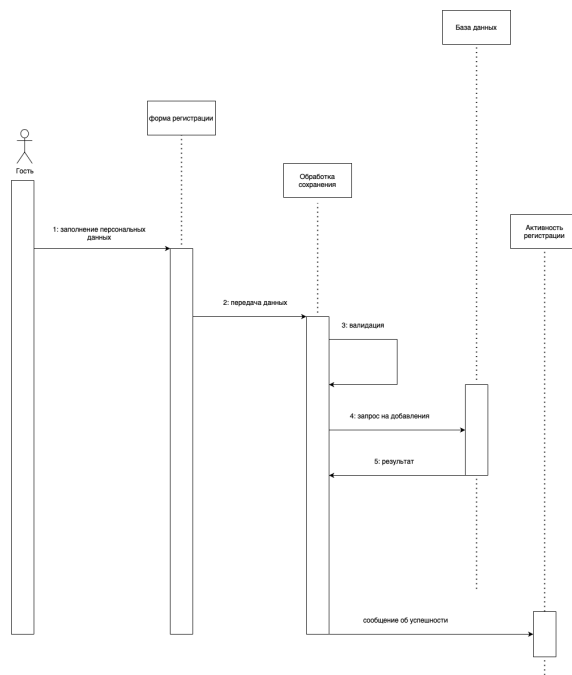 База данных
форма регистрации
Гость
Обработка
сохранения
Активность
регистрации
1: заполнение персональных
данных
2: передача данных
3: валидация
4: запрос на добавления
5: результат
сообщение об успешности